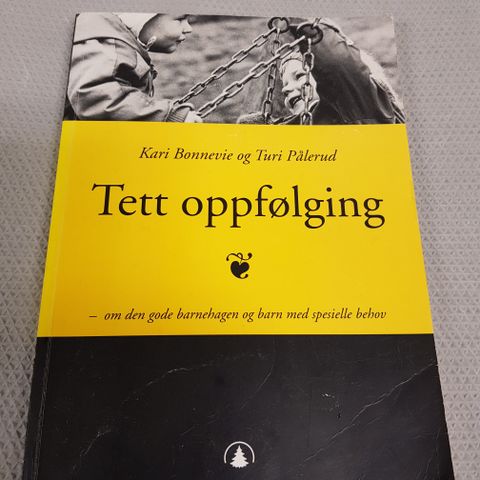 Kari Bonnevie og Turi Pålerud
Tett oppfølging
– om den gode barnehagen og barn med spesielle behov